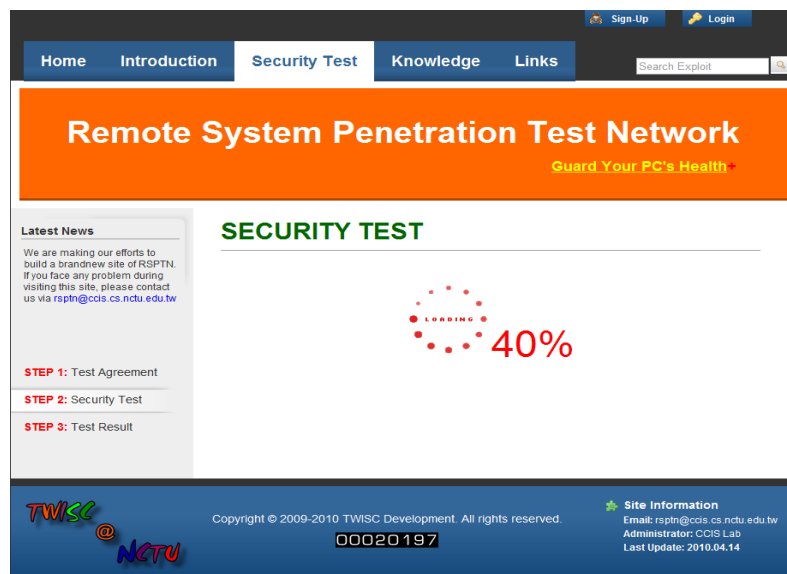 Sign-Up Login
Home Introduction Security Test Knowledge Links
Search Exploit
Remote System Penetration Test Network
Guard Your PC's Health+
Latest News
We are making our efforts to
build a brandnew site of RSPTN.
If you face any problem during
visiting this site, please contact
us via rsptn@ccis.cs.nctu.edu.tw
STEP 1: Test Agreement
STEP 2: Security Test
STEP 3: Test Result
SECURITY TEST
LOADING
40%
TWISC
@
NCTU
Copyright © 2009-2010 TWISC Development. All rights reserved.
00020197
Site Information
Email: rsptn@ccis.cs.nctu.edu.tw
Administrator: CCIS Lab
Last Update: 2010.04.14